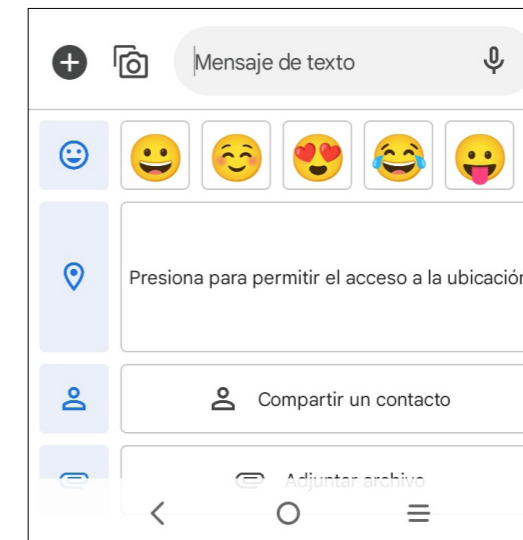 Mensaje de texto
Presiona para permitir el acceso a la ubicación
Compartir un contacto
Adjuntar archivo